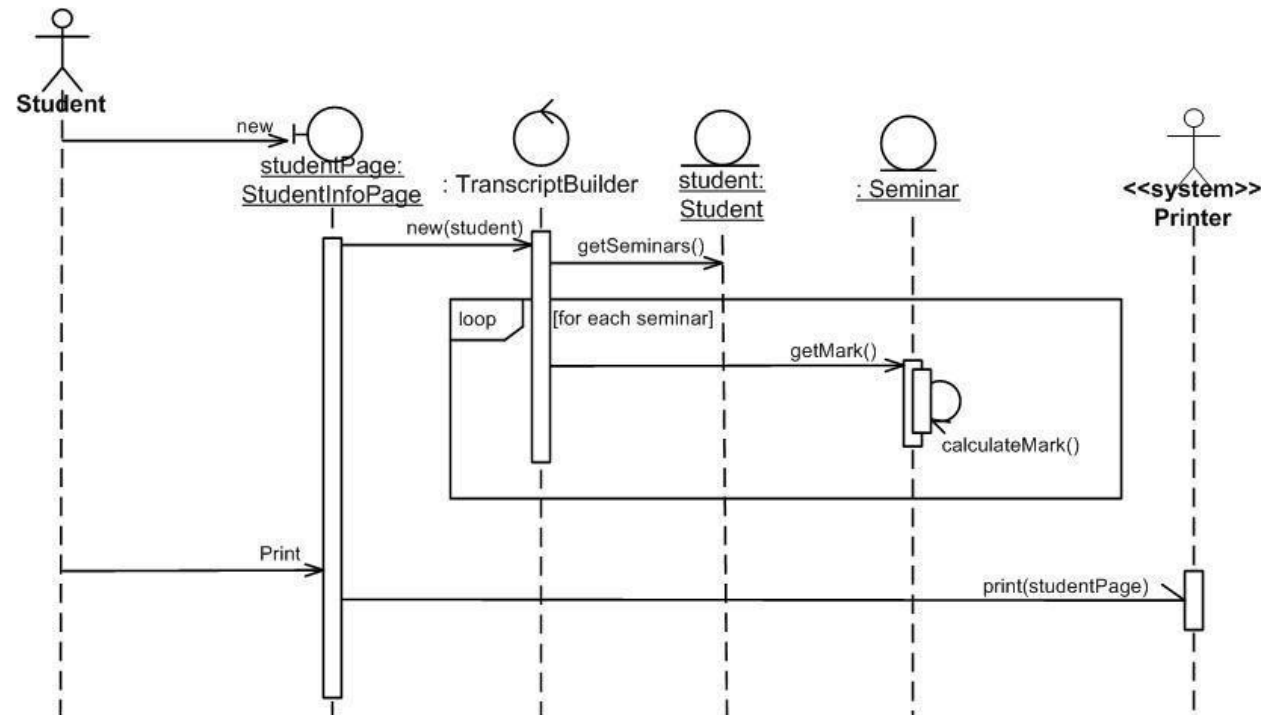 Student
new
studentPage:
StudentInfoPage
: TranscriptBuilder
student:
Student
: Seminar
<<system>>
Printer
new(student)
getSeminars()
loop
[for each seminar]
getMark()
calculateMark()
Print
print(studentPage)